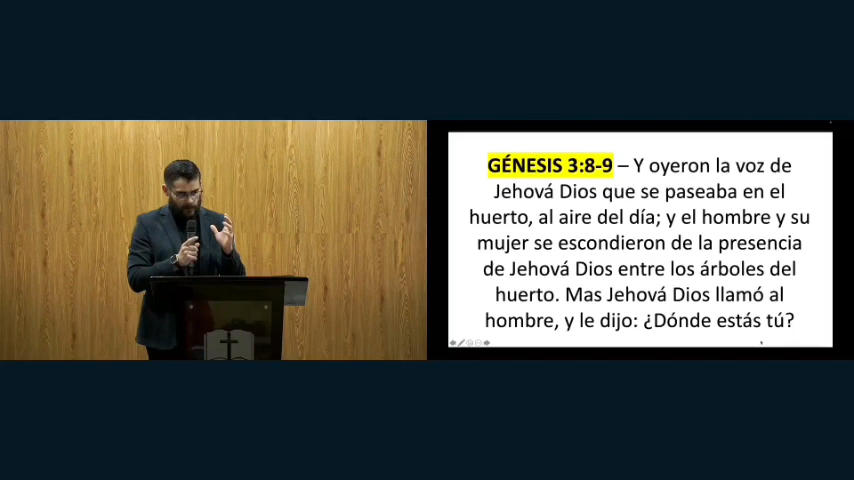 GÉNESIS 3:8-9 – Y oyeron la voz de
Jehová Dios que se paseaba en el
huerto, al aire del día; y el hombre y su
mujer se escondieron de la presencia
de Jehová Dios entre los árboles del
huerto. Mas Jehová Dios llamó al
hombre, y le dijo: ¿Dónde estás tú?